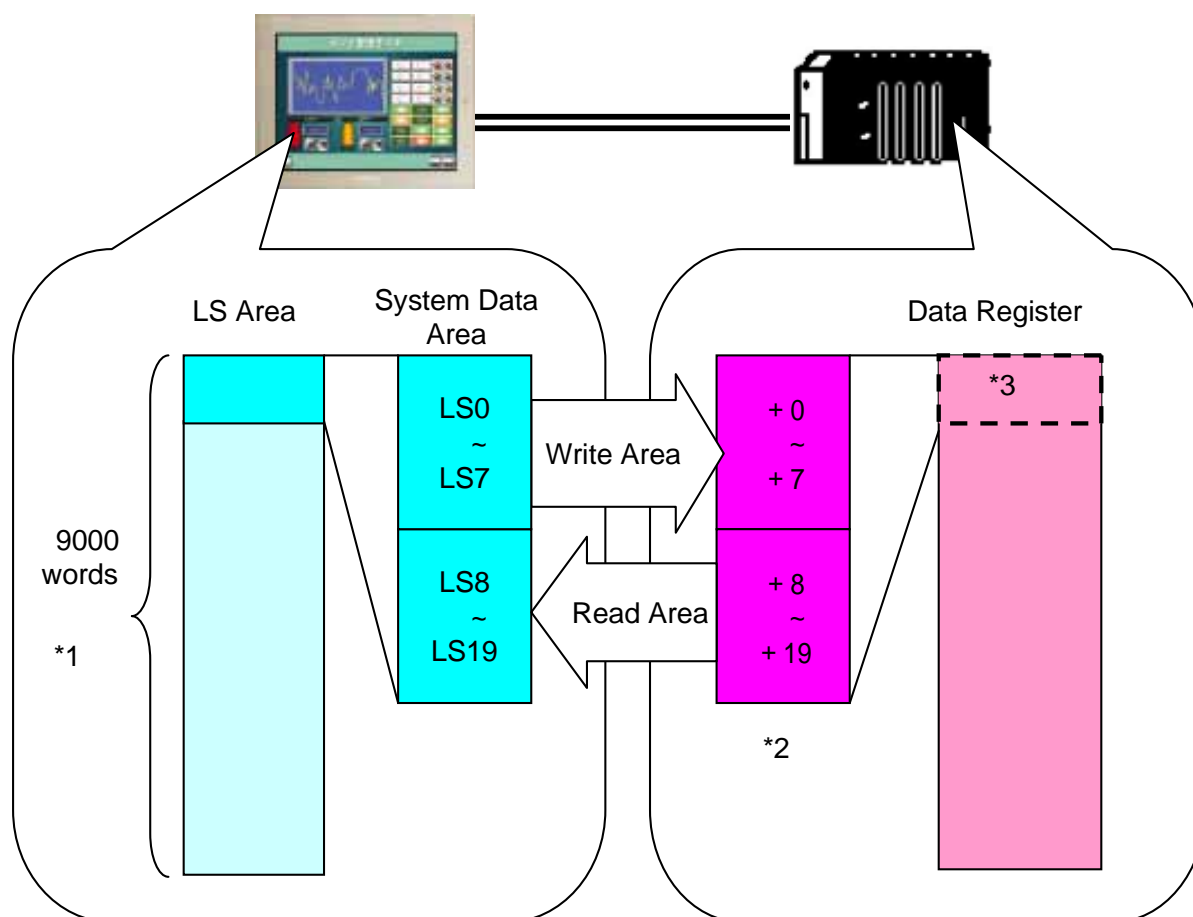 LS Area
System Data
Area
Data Register
LS0
~
LS7
Write Area
+ 0
~
+ 7
*3
9000
words
*1
LS8
~
LS19
Read Area
+ 8
~
+ 19
*2